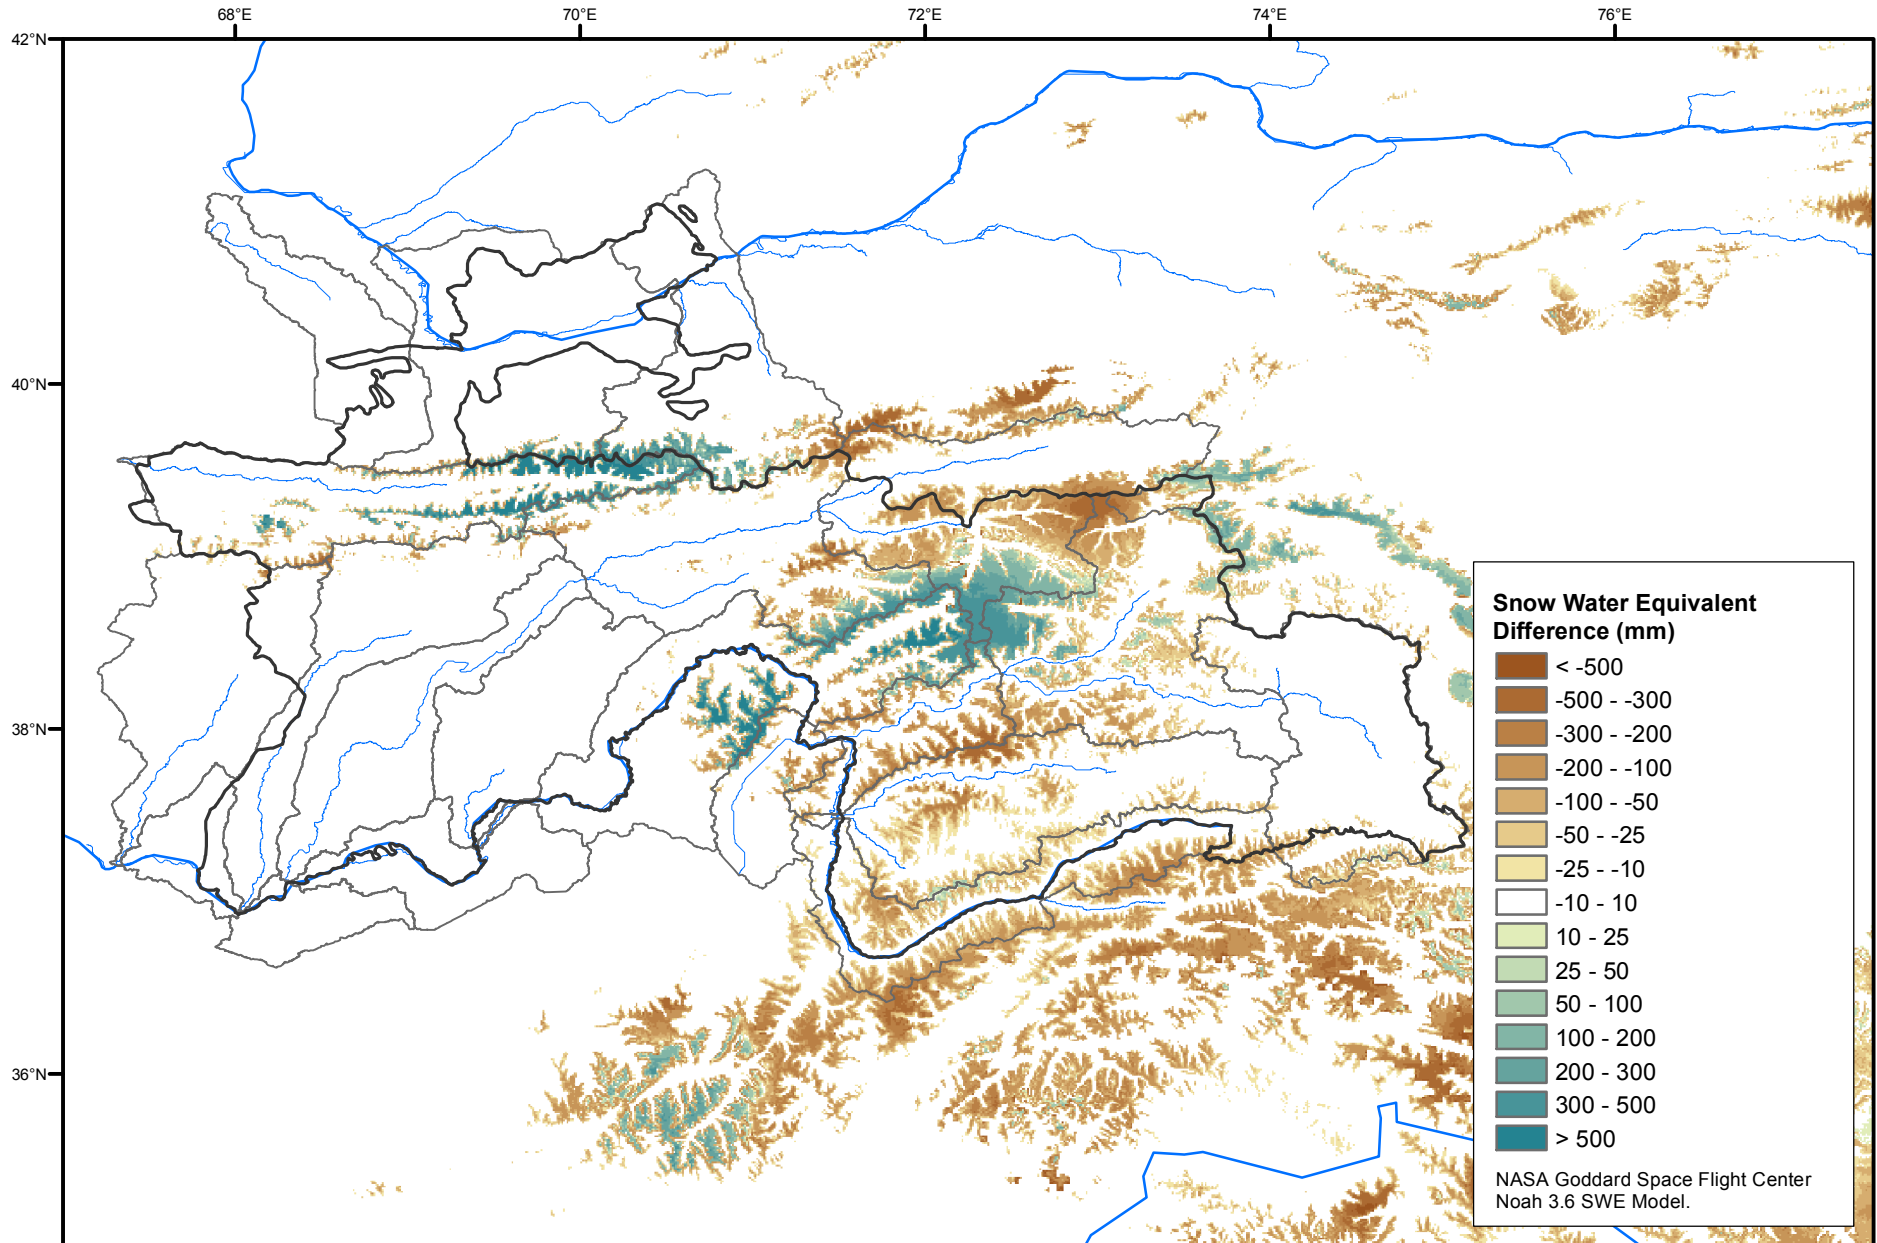 68°E
70°E
72°E
74°E
76°E
42°N
40°N
38°N
36°N
Snow Water Equivalent
Difference (mm)
< -500
-500 - -300
-300 - -200
-200 - -100
-100 - -50
-50 - -25
-25 - -10
-10 - 10
10 - 25
25 - 50
50 - 100
100 - 200
200 - 300
300 - 500
> 500
NASA Goddard Space Flight Center
Noah 3.6 SWE Model.